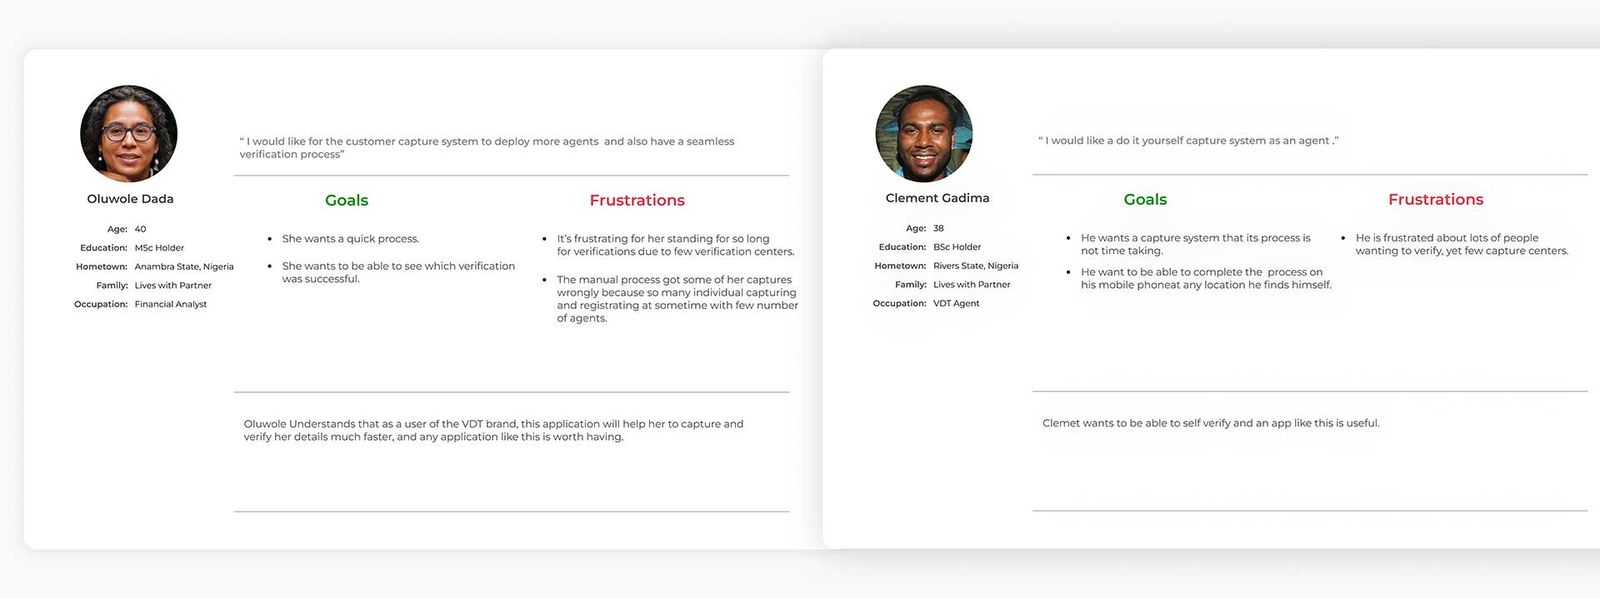 “ I would like for the customer capture system to deploy more agents  and also have a seamless
verification process”
Oluwole Dada
Age: 40
Education: MSc Holder
Hometown: Anambra State, Nigeria
Family: Lives with Partner
Occupation: Financial Analyst
Goals
She wants a quick process.
She wants to be able to see which verification
was successful.
Frustrations
It’s frustrating for her standing for so long
for verifications due to few verification centers.
The manual process got some of her captures
wrongly because so many individual capturing
and registrating at sometime with few number
of agents.
Oluwole Understands that as a user of the VDT brand, this application will help her to capture and
verify her details much faster, and any application like this is worth having.
“ I would like a do it yourself capture system as an agent .”
Clement Gadima
Age: 38
Education: BSc Holder
Hometown: Rivers State, Nigeria
Family: Lives with Partner
Occupation: VDT Agent
Goals
He wants a capture system that its process is
not time taking.
He want to be able to complete the  process on
his mobile phoneat any location he finds himself.
Frustrations
He is frustrated about lots of people
wanting to verify, yet few capture centers.
Clemet wants to be able to self verify and an app like this is useful.